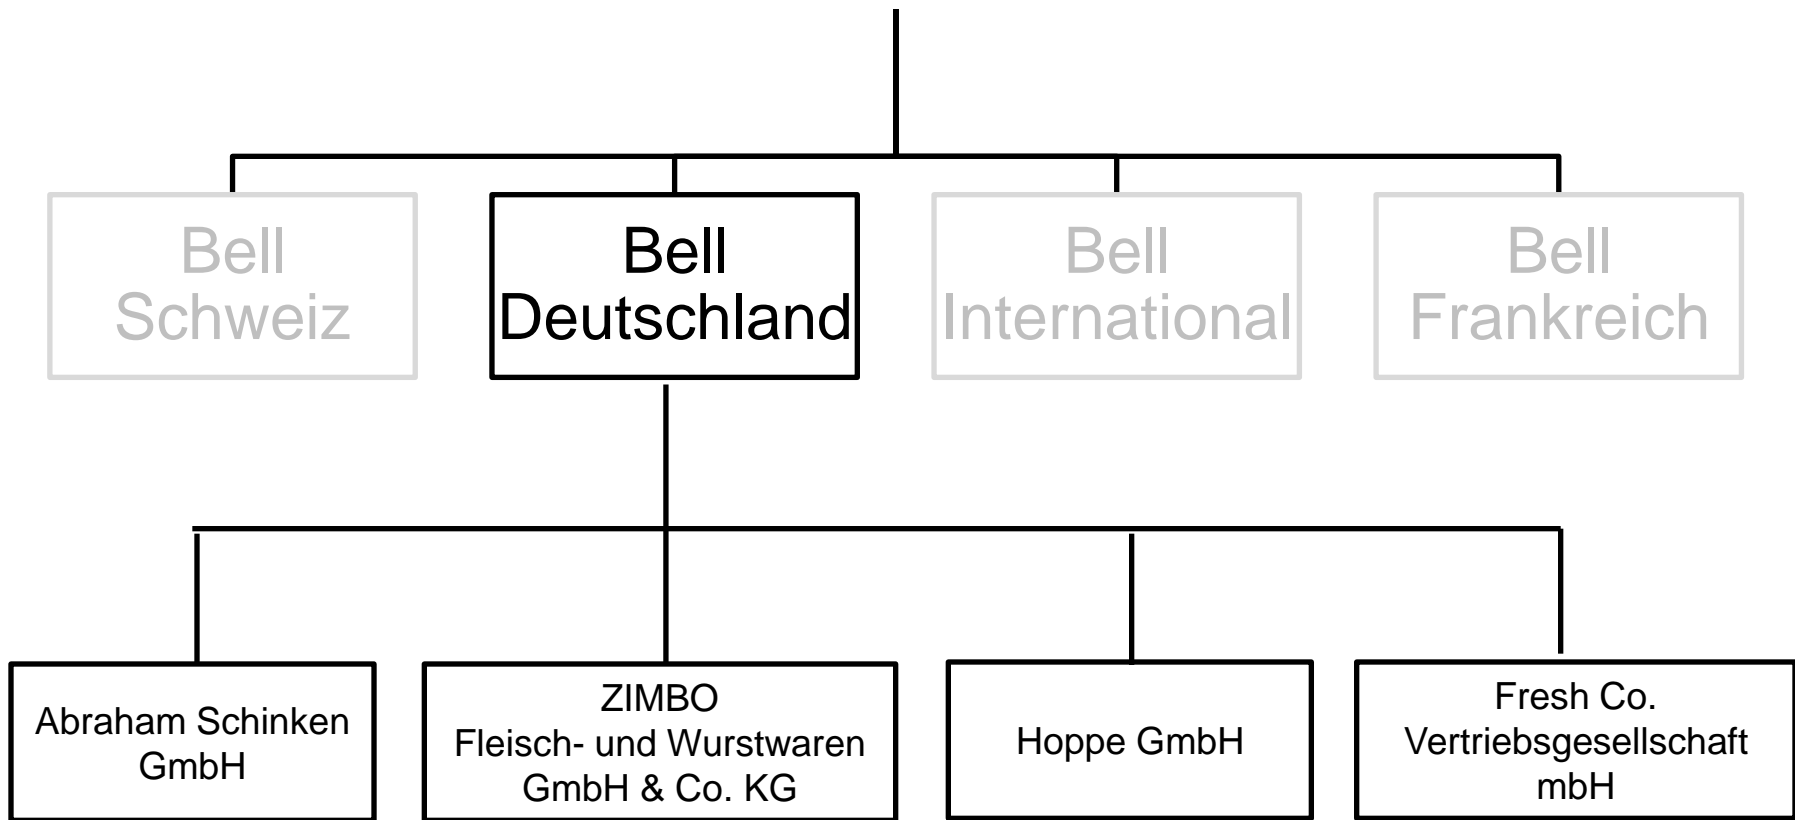 Bell
Schweiz
Bell
Deutschland
Bell
International
Bell
Frankreich
Abraham Schinken
GmbH
ZIMBO
Fleisch- und Wurstwaren
GmbH & Co. KG
Hoppe GmbH
Fresh Co.
Vertriebsgesellschaft
mbH